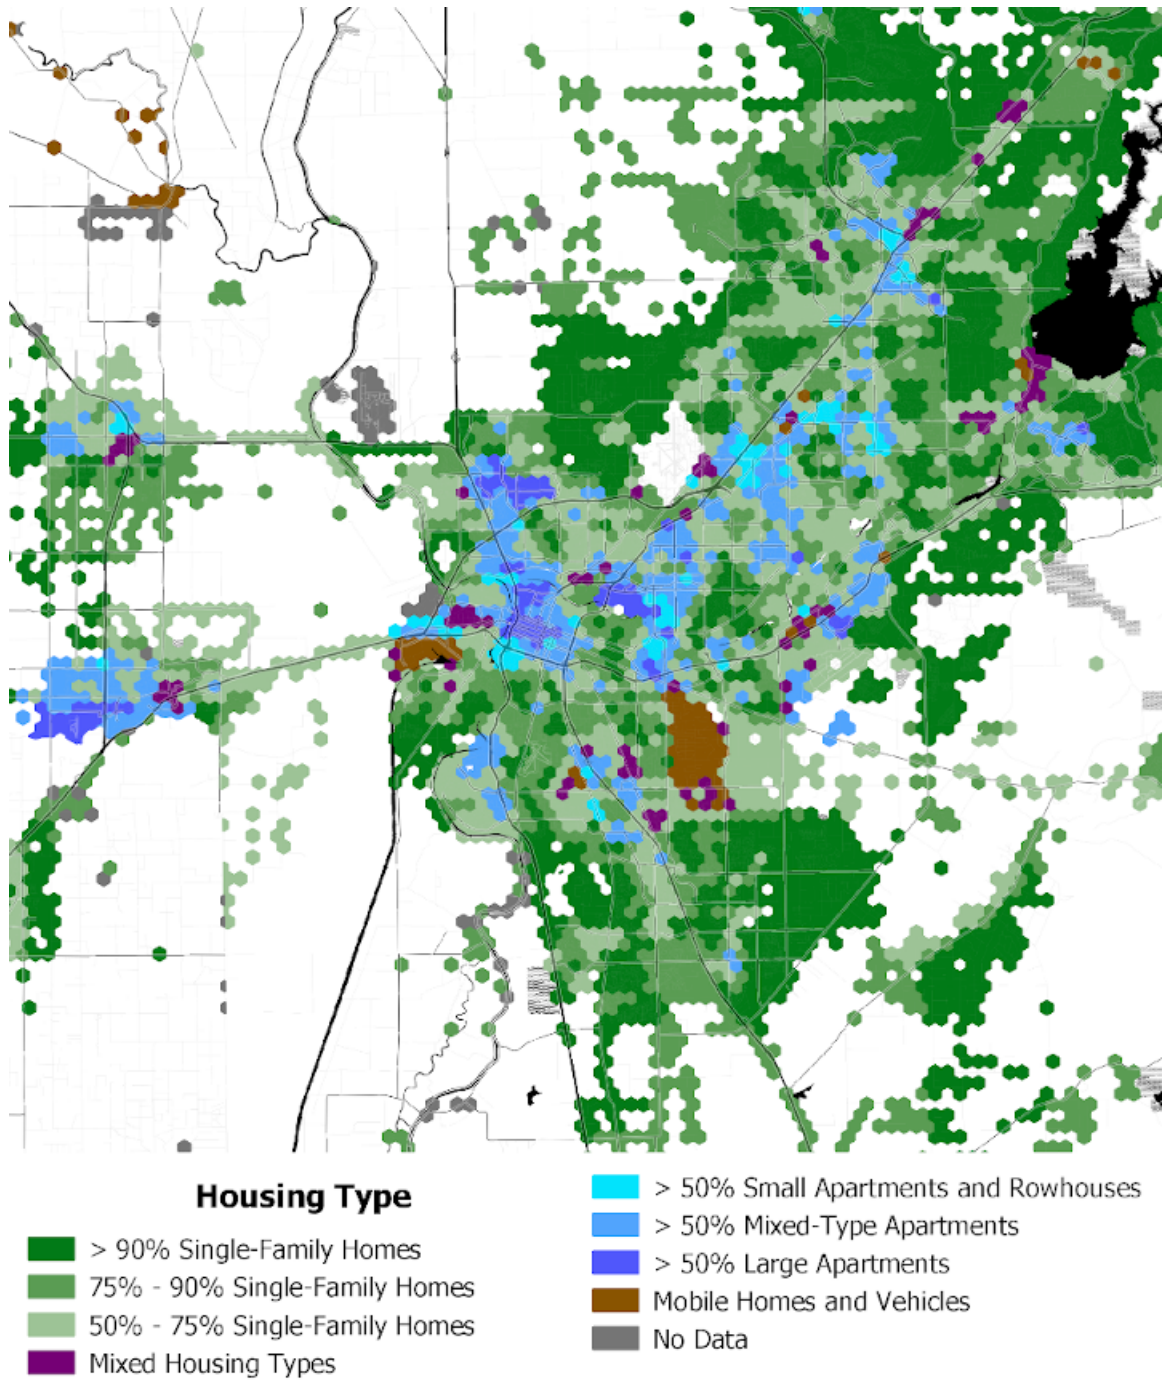 Housing Type
> 90% Single-Family Homes
75% - 90% Single-Family Homes
50% - 75% Single-Family Homes
Mixed Housing Types
> 50% Small Apartments and Rowhouses
> 50% Mixed-Type Apartments
> 50% Large Apartments
Mobile Homes and Vehicles
No Data